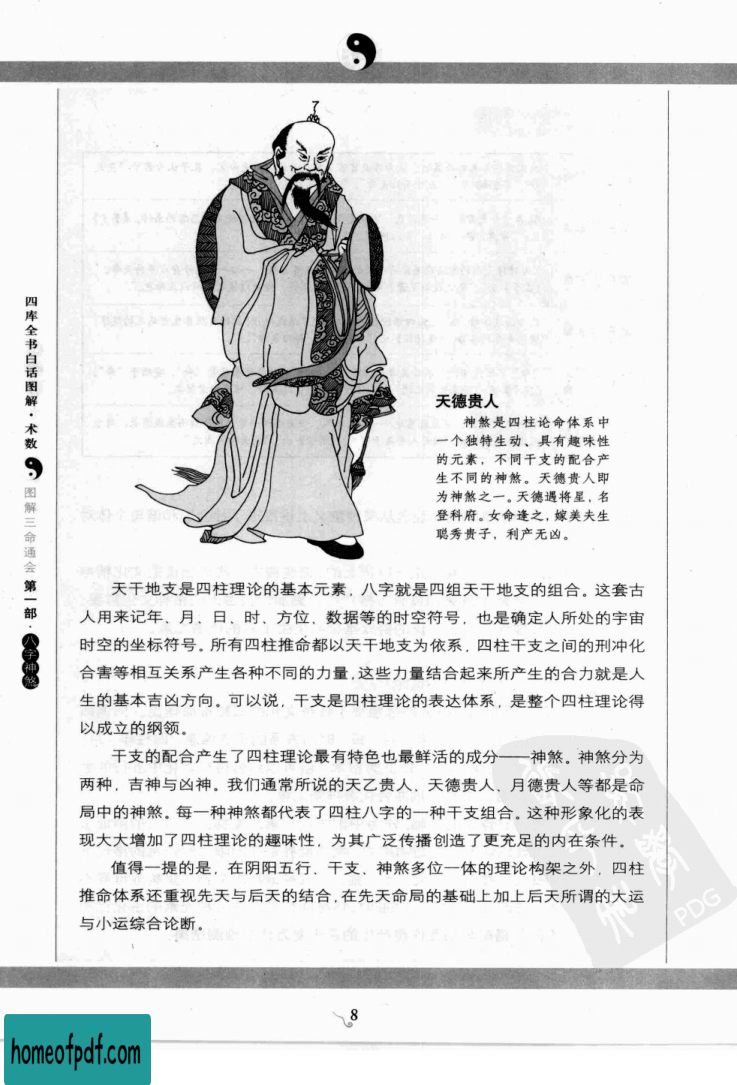 四库全书白话图解·术数
图解三命通会
第一部·
八字神煞
天德贵人
神煞是四柱论命体系中
一个独特生动、具有趣味性
的元素，不同干支的配合产
生不同的神煞。天德贵人即
为神煞之一。天德遇将星，名
登科府。女命逢之，嫁美夫生
聪秀贵子，利产无凶。
天干地支是四柱理论的基本元素，八字就是四组天干地支的组合。这套古
人用来记年、月、日、时、方位、数据等的时空符号，也是确定人所处的宇宙
时空的坐标符号。所有四柱推命都以天干地支为依系，四柱干支之间的刑冲化
合害等相互关系产生各种不同的力量，这些力量结合起来所产生的合力就是人
生的基本吉凶方向。可以说，干支是四柱理论的表达体系，是整个四柱理论得
以成立的纲领。
干支的配合产生了四柱理论最有特色也最鲜活的成分——神煞。神煞分为
两种，吉神与凶神。我们通常所说的天乙贵人、天德贵人、月德贵人等都是命
局中的神煞。每一种神煞都代表了四柱八字的一种干支组合。这种形象化的表
现大大增加了四柱理论的趣味性，为其广泛传播创造了更充足的内在条件。
值得一提的是，在阴阳五行、干支、神煞多位一体的理论构架之外，四柱
推命体系还重视先天与后天的结合，在先天命局的基础上加上后天所谓的大运
与小运综合论断。
PDG
8
homeofpdf.com